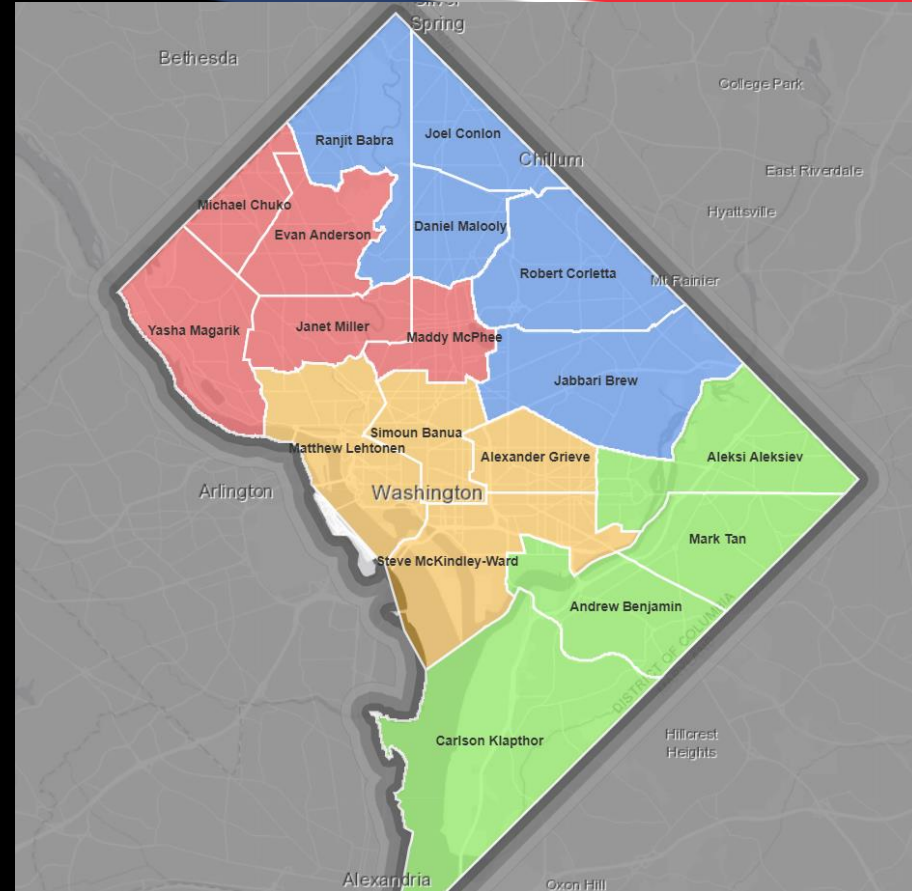 Silver
Spring
Bethesda
College Park
Ranjit Babra
Joel Conlon
Chillum
East Riverdale
Michael Chuko
Hyattsville
Evan Anderson
Daniel Malooly
Robert Corletta
Mt Rainier
Yasha Magarik
Janet Miller
Maddy McPhee
Jabbari Brew
Simoun Banua
Matthew Lehtonen
Alexander Grieve
Aleksi Aleksiev
Arlington
Washington
Mark Tan
Steve McKindley-Ward
Andrew Benjamin
DISTRICT OF COLUMBIA
Carlson Klapthor
Hillcrest
Heights
Alexandria
Oxon Hill